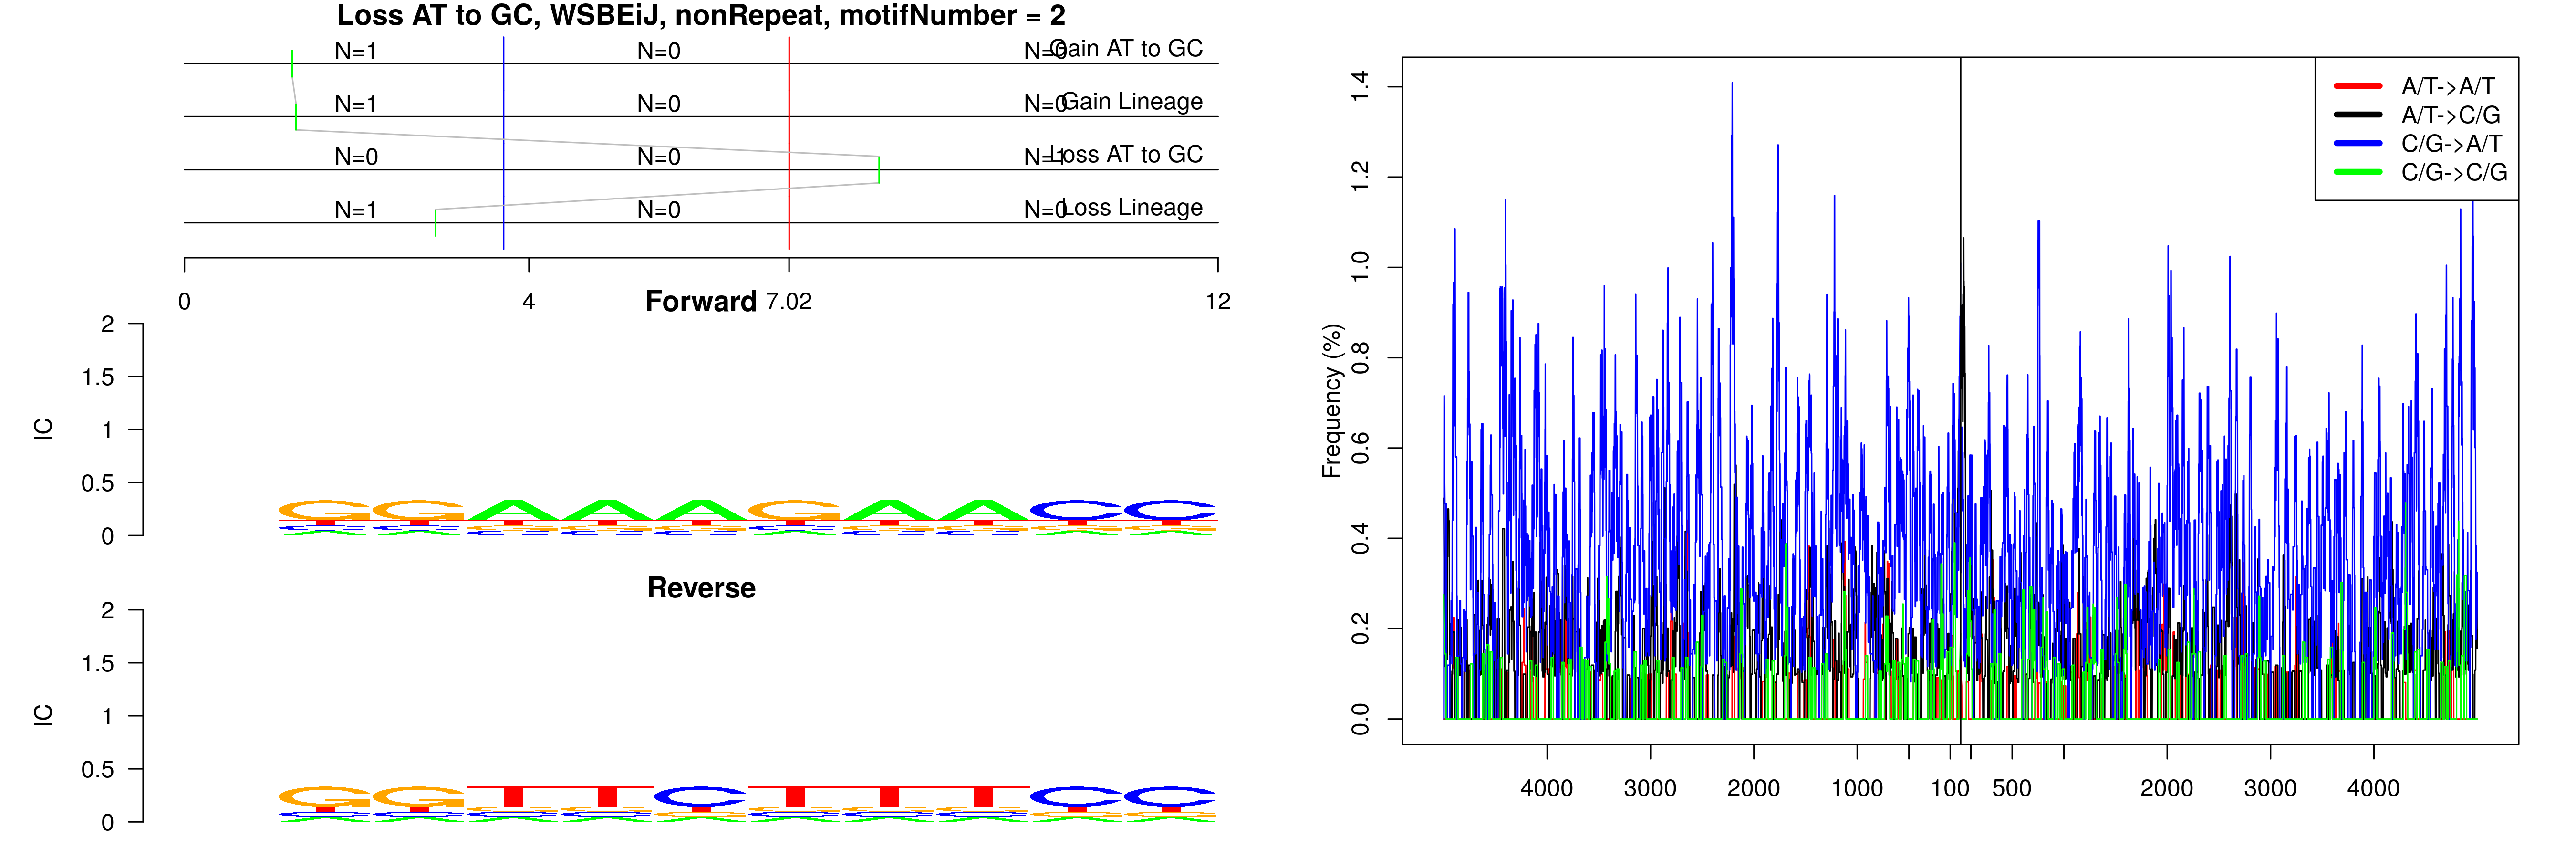 Loss AT to GC, WSBEiJ, nonRepeat, motifNumber = 2
N=1 N=0 N=0 Gain AT to GC
N=1 N=0 N=0 Gain Lineage
N=0 N=0 N=1 Loss AT to GC
N=1 N=0 N=0 Loss Lineage
0 4 7.02 12
Forward
2
1.5
1
0.5
0
IC
GGAAAGAACC
Reverse
2
1.5
1
0.5
0
IC
GGTTCTTTCC
1.4
1.2
1.0
0.8
0.6
0.4
0.2
0.0
Frequency (%)
A/T->A/T
A/T->C/G
C/G->A/T
C/G->C/G
4000 3000 2000 1000 100 500 2000 3000 4000